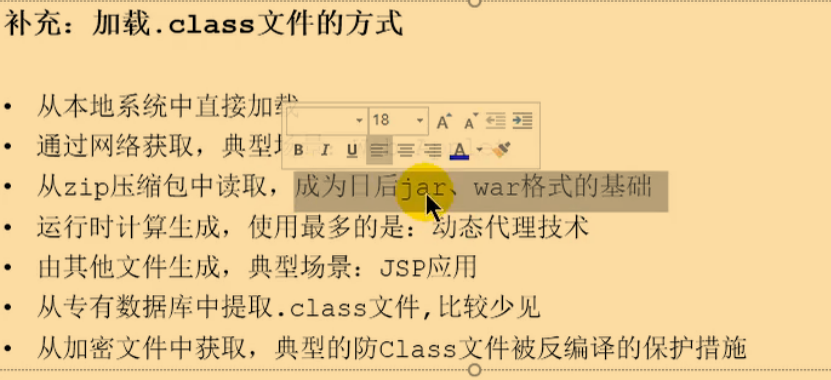 补充：加载.class文件的方式
• 从本地系统中直接加载
18
• 通过网络获取，典型场
B I U A
• 从zip压缩包中读取，成为日后jar、war格式的基础
• 运行时计算生成，使用最多的是：动态代理技术
• 由其他文件生成，典型场景：JSP应用
• 从专有数据库中提取.class文件,比较少见
• 从加密文件中获取，典型的防Class文件被反编译的保护措施